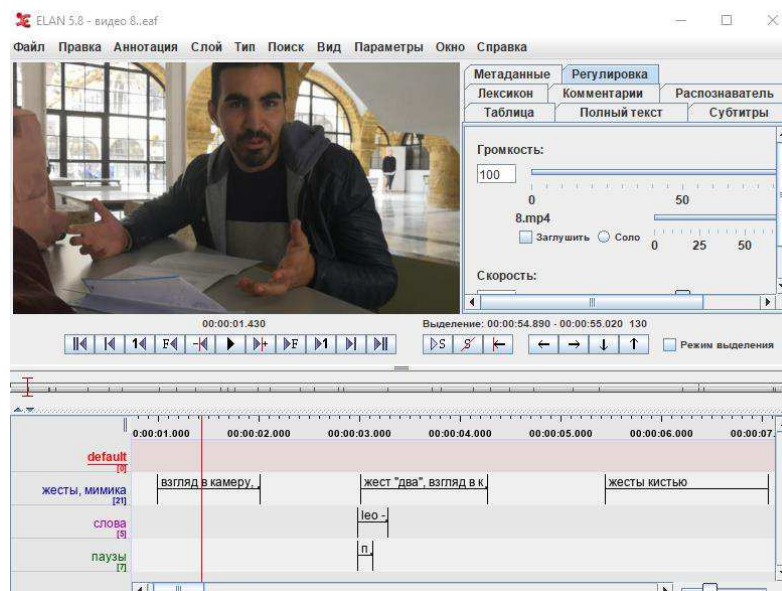 ELAN 5.8 - видео 8..eaf
Файл Правка Аннотация Слой Тип Поиск Вид Параметры Окно Справка
Метаданные Регулировка
Лексикон Комментарии Распознаватель
Таблица Полный текст Субтитры
Громкость:
100
0 50
8.mp4
Заглушить Соло 0 25 50
Скорость:
00:00:01.430
Выделение: 00:00:54.890 - 00:00:55.020 130
1 F - + F 1
S S Режим выделения
0:00:01.000 00:00:02.000 00:00:03.000 00:00:04.000 00:00:05.000 00:00:06.000 00:00:07.
default
[0]
жесты, мимика
[21]
взгляд в камеру, жест "два", взгляд в к жесты кистью
слова
[5]
leo -
паузы
[7]
п